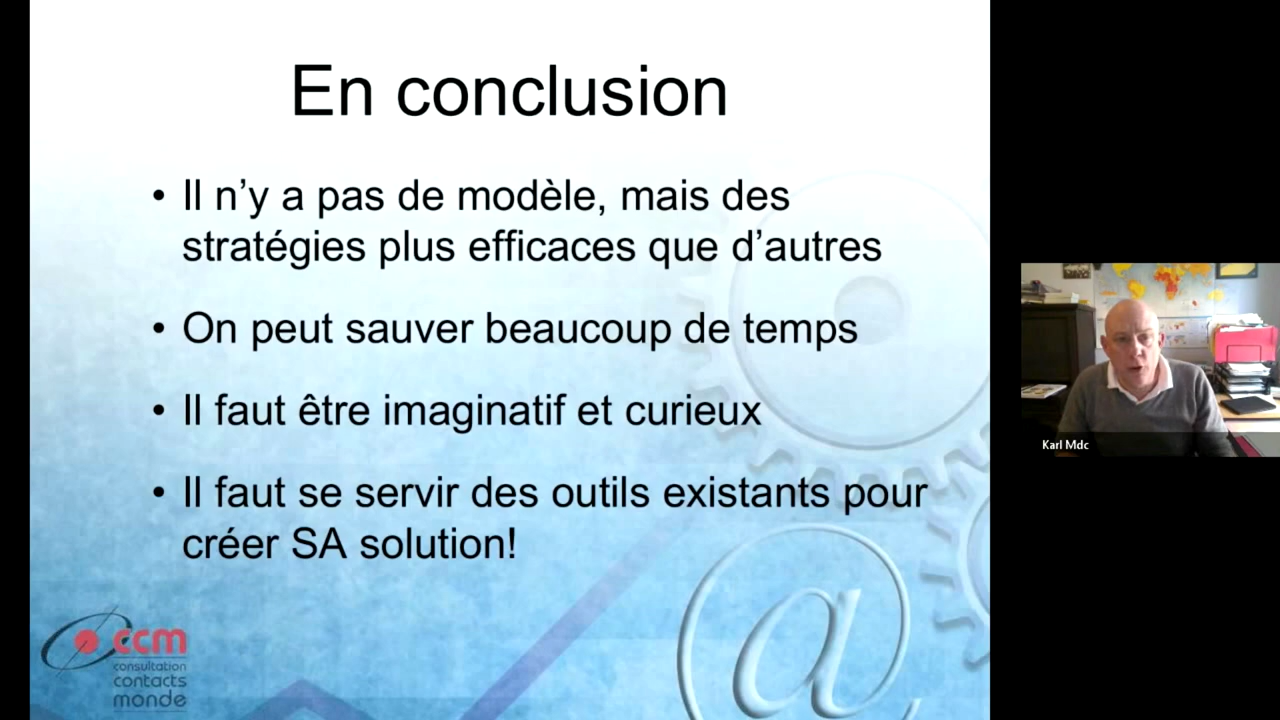 En conclusion
• Il n’y a pas de modèle, mais des
stratégies plus efficaces que d’autres
• On peut sauver beaucoup de temps
• Il faut être imaginatif et curieux
• Il faut se servir des outils existants pour
créer SA solution!
@
ccm
consultation
contacts
monde
Karl Mdc